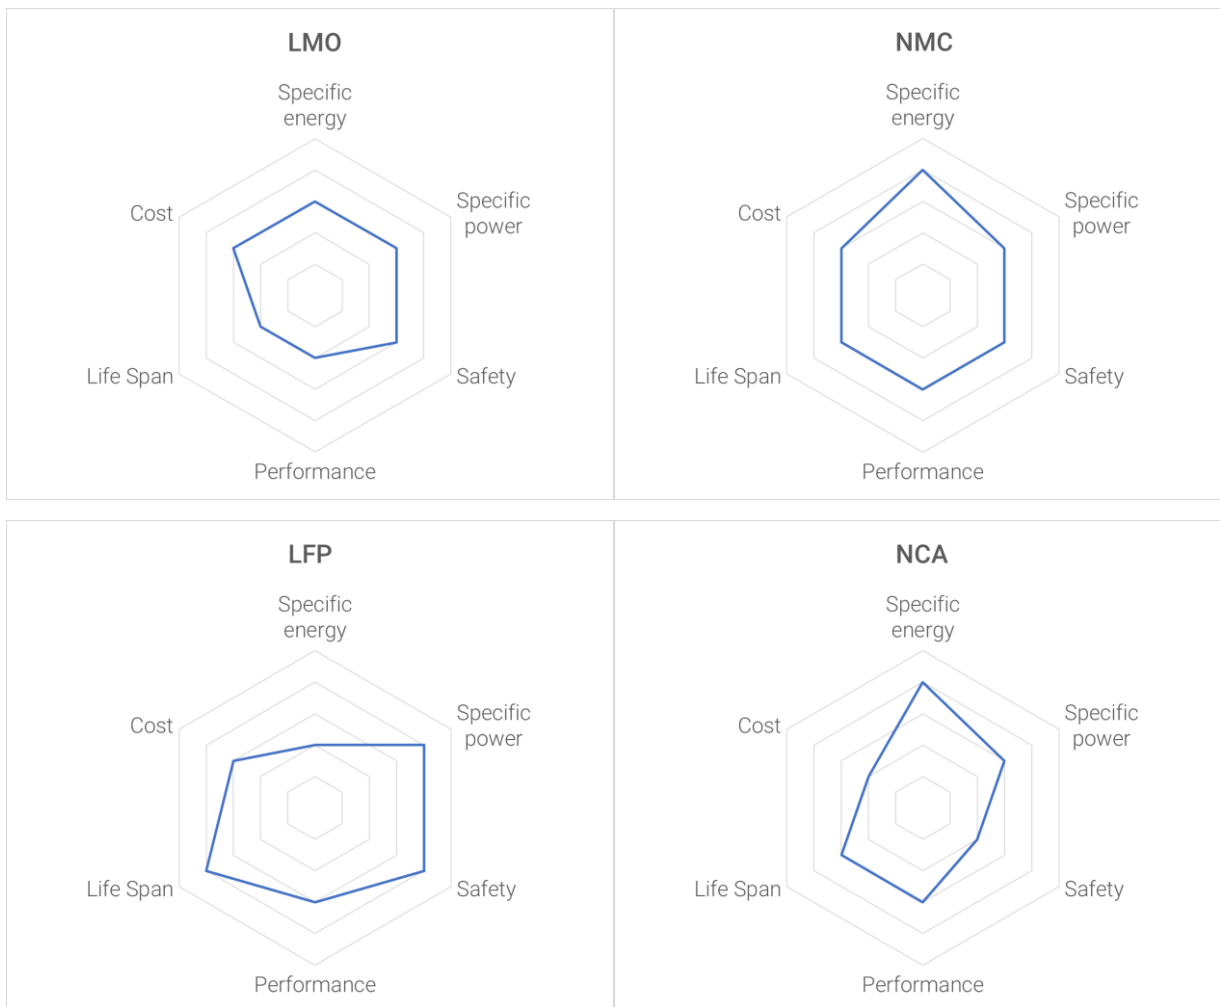 LMO
Specific
energy
Cost
Specific
power
Life Span
Safety
Performance
NMC
Specific
energy
Cost
Specific
power
Life Span
Safety
Performance
LFP
Specific
energy
Cost
Specific
power
Life Span
Safety
Performance
NCA
Specific
energy
Cost
Specific
power
Life Span
Safety
Performance